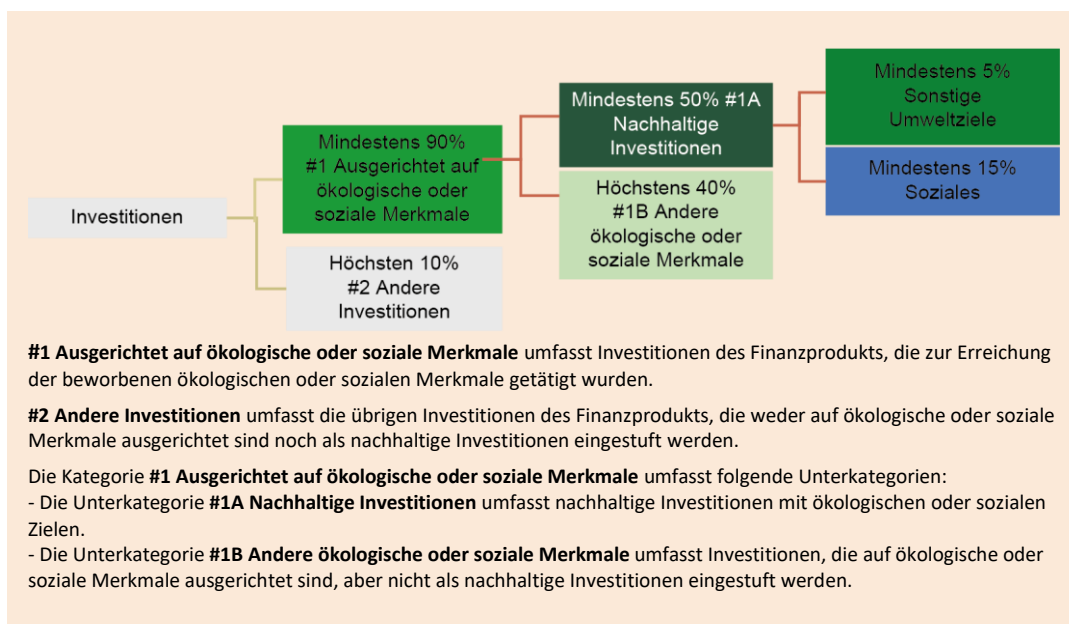 Investitionen
Mindestens 90%
#1 Ausgerichtet auf
ökologische oder
soziale Merkmale
Höchsten 10%
#2 Andere
Investitionen
Mindestens 50% #1A
Nachhaltige
Investitionen
Höchstens 40%
#1B Andere
ökologische oder
soziale Merkmale
Mindestens 5%
Sonstige
Umweltziele
Mindestens 15%
Soziales
#1 Ausgerichtet auf ökologische oder soziale Merkmale umfasst Investitionen des Finanzprodukts, die zur Erreichung
der beworbenen ökologischen oder sozialen Merkmale getätigt wurden.
#2 Andere Investitionen umfasst die übrigen Investitionen des Finanzprodukts, die weder auf ökologische oder soziale
Merkmale ausgerichtet sind noch als nachhaltige Investitionen eingestuft werden.
Die Kategorie #1 Ausgerichtet auf ökologische oder soziale Merkmale umfasst folgende Unterkategorien:
- Die Unterkategorie #1A Nachhaltige Investitionen umfasst nachhaltige Investitionen mit ökologischen oder sozialen
Zielen.
- Die Unterkategorie #1B Andere ökologische oder soziale Merkmale umfasst Investitionen, die auf ökologische oder
soziale Merkmale ausgerichtet sind, aber nicht als nachhaltige Investitionen eingestuft werden.